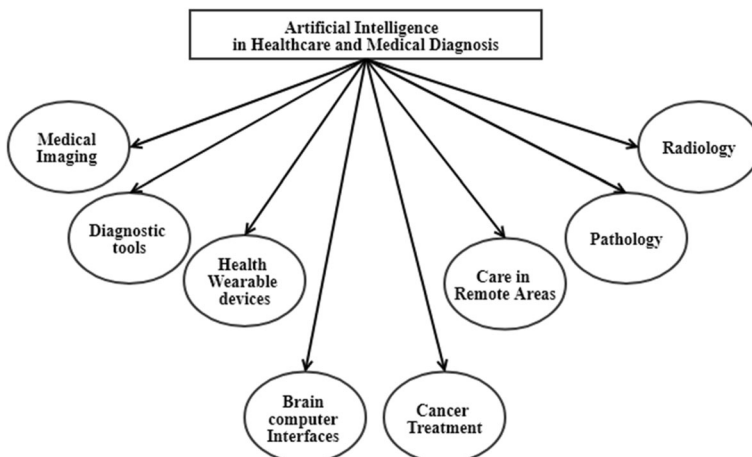 Artificial Intelligence
in Healthcare and Medical Diagnosis
Medical
Imaging
Diagnostic
tools
Health
Wearable
devices
Brain
computer
Interfaces
Cancer
Treatment
Care in
Remote Areas
Pathology
Radiology